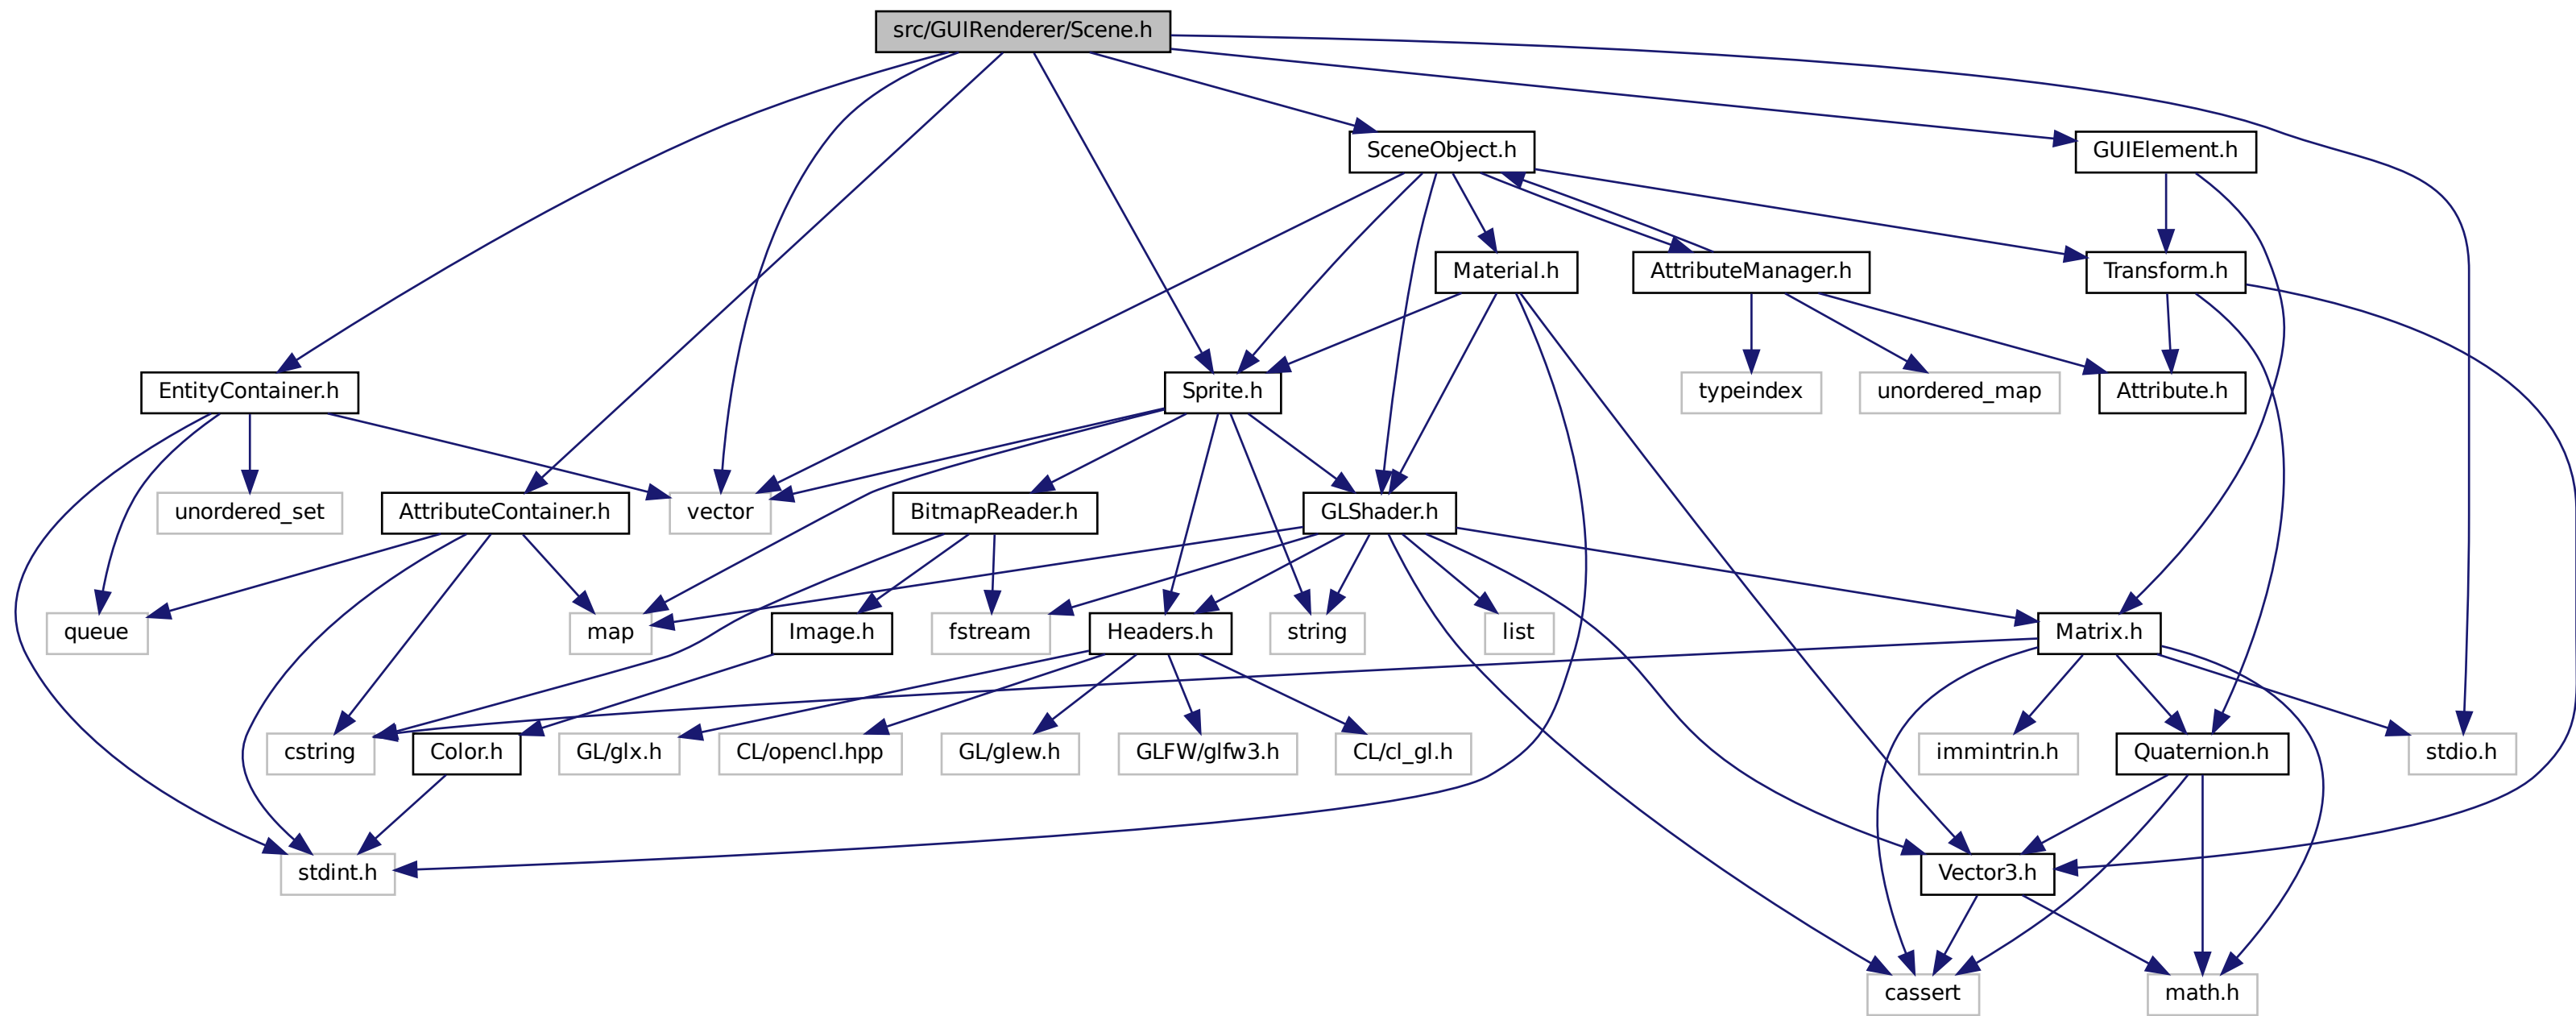 src/GUIRenderer/Scene.h
SceneObject.h
GUIElement.h
Material.h
AttributeManager.h
Transform.h
EntityContainer.h
Sprite.h
typeindex
unordered_map
Attribute.h
unordered_set
AttributeContainer.h
vector
BitmapReader.h
GLShader.h
queue
map
Image.h
fstream
Headers.h
string
list
Matrix.h
cstring
Color.h
GL/glx.h
CL/opencl.hpp
GL/glew.h
GLFW/glfw3.h
CL/cl_gl.h
immintrin.h
Quaternion.h
stdio.h
stdint.h
Vector3.h
cassert
math.h